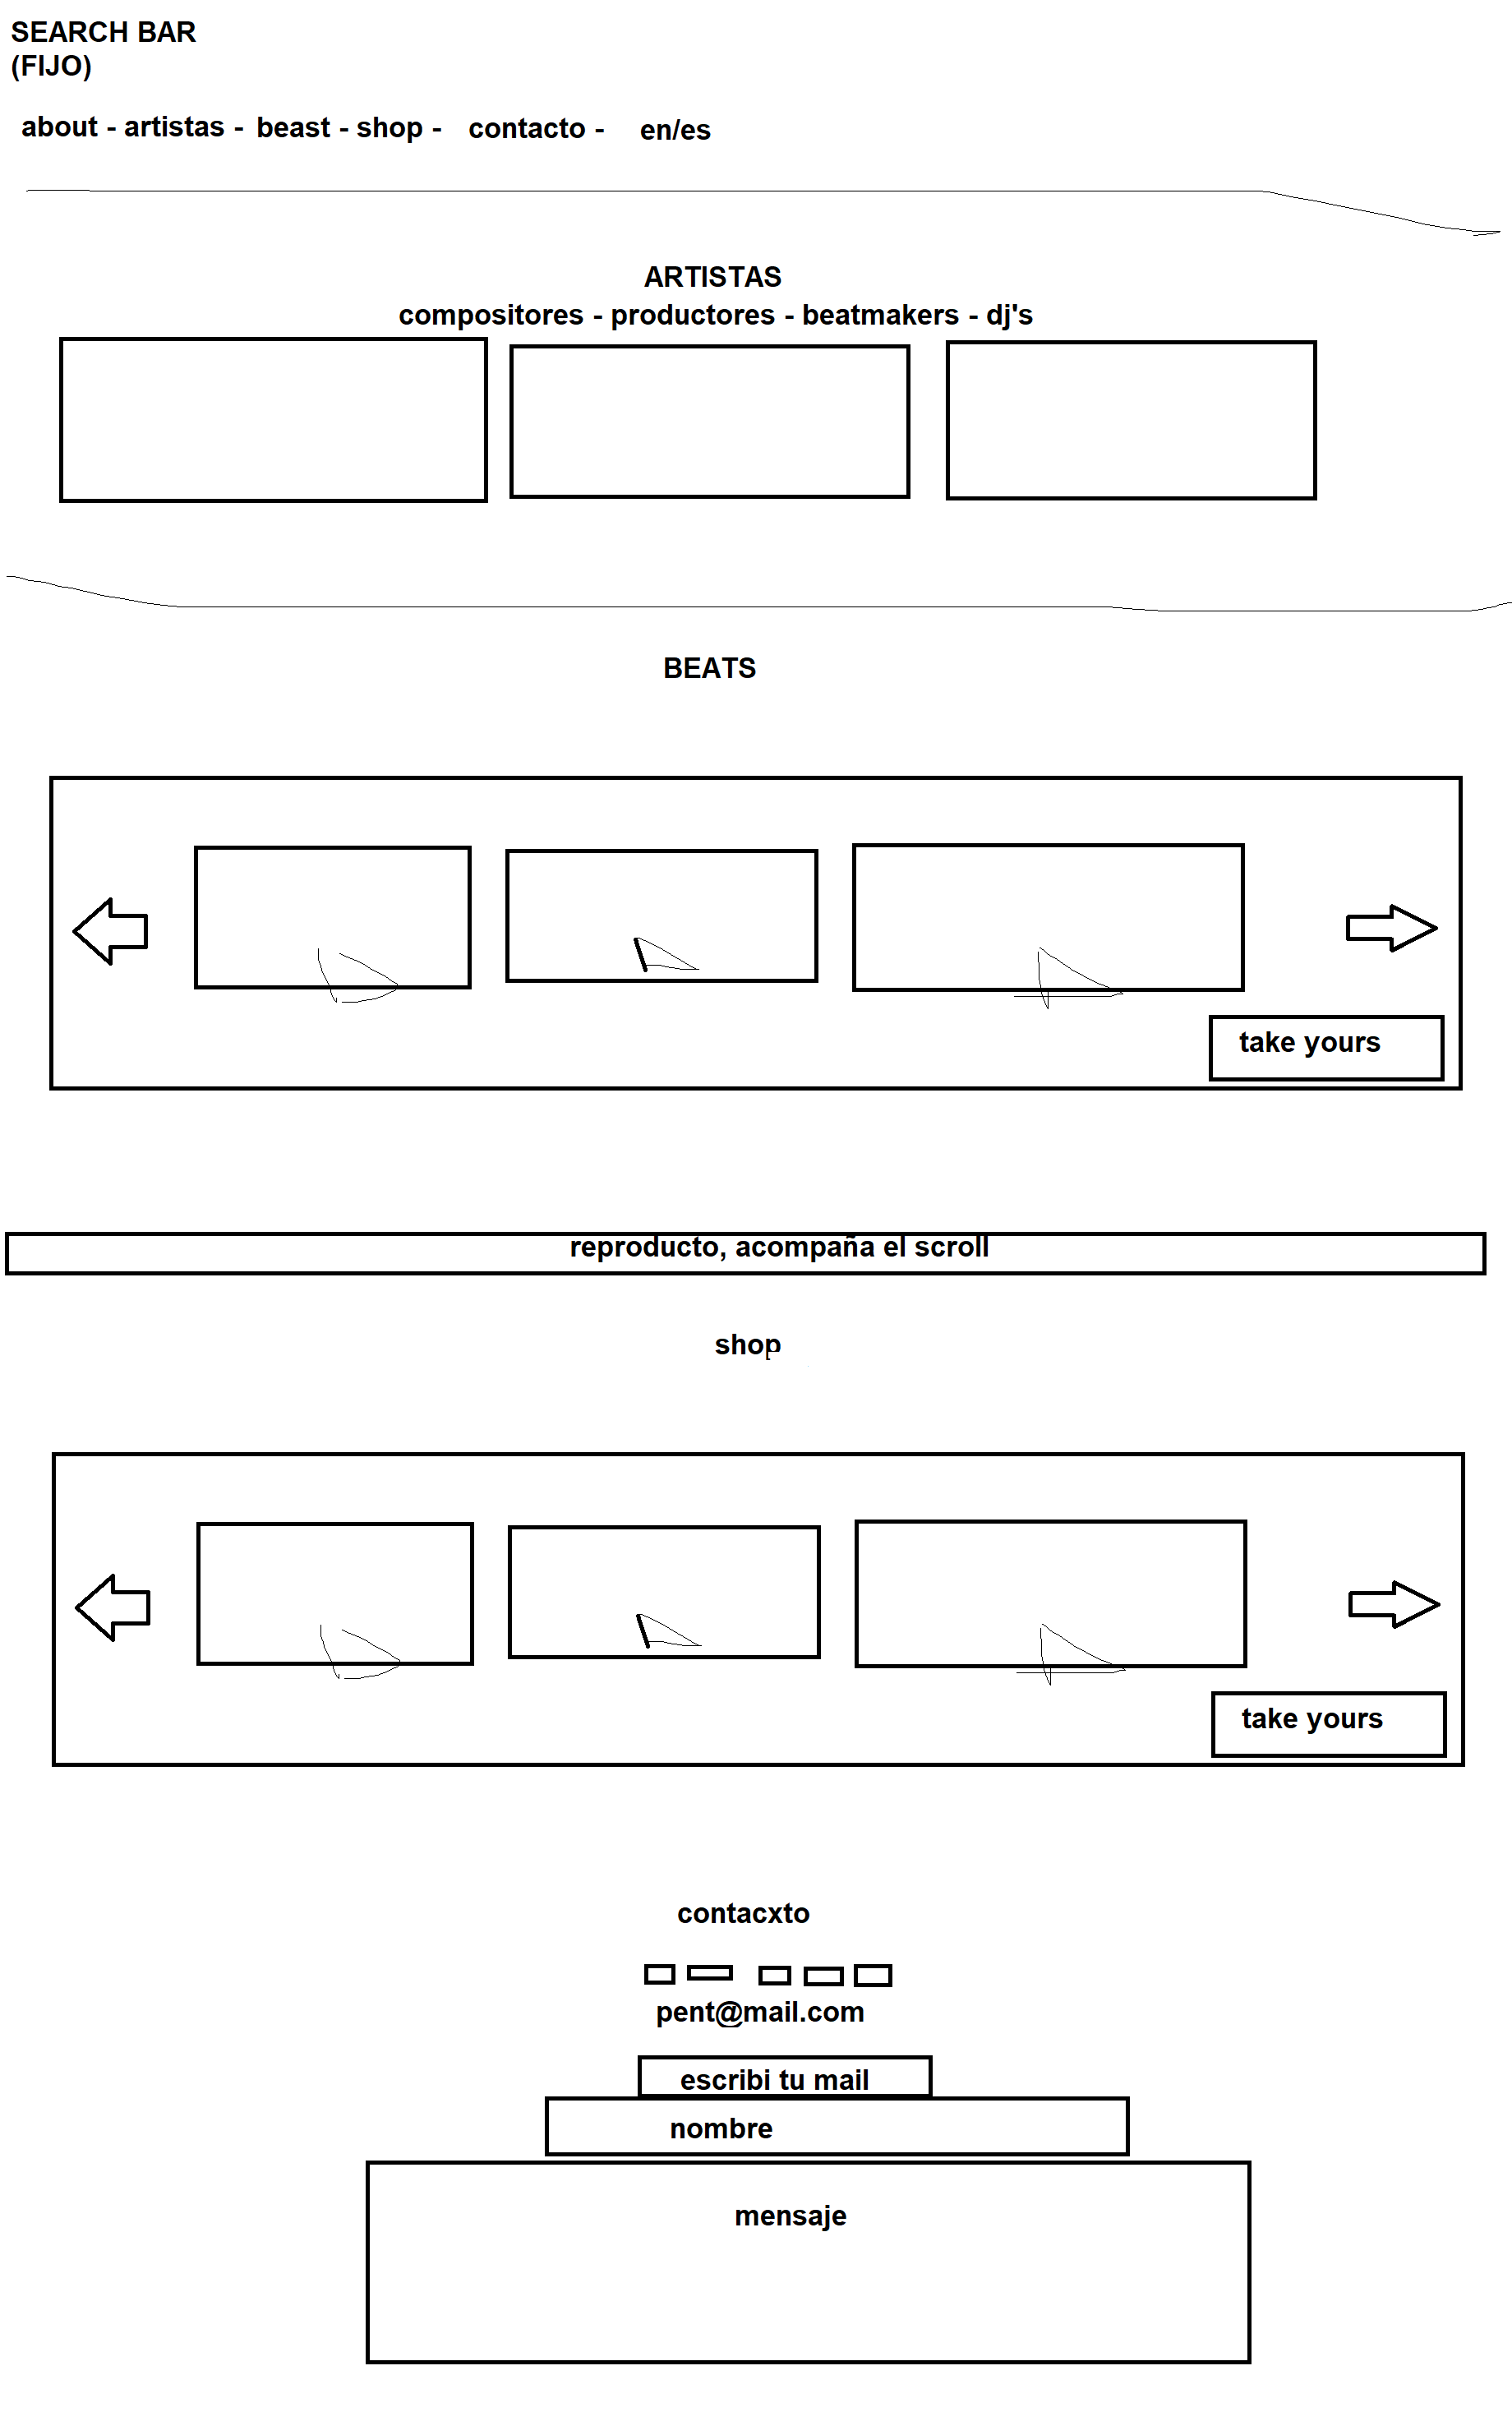 SEARCH BAR
(FIJO)
about - artistas - beast - shop - contacto - en/es
ARTISTAS
compositores - productores - beatmakers - dj's
BEATS
take yours
reproducto, acompaña el scroll
shop
take yours
contacxto
pent@mail.com
escribi tu mail
nombre
mensaje